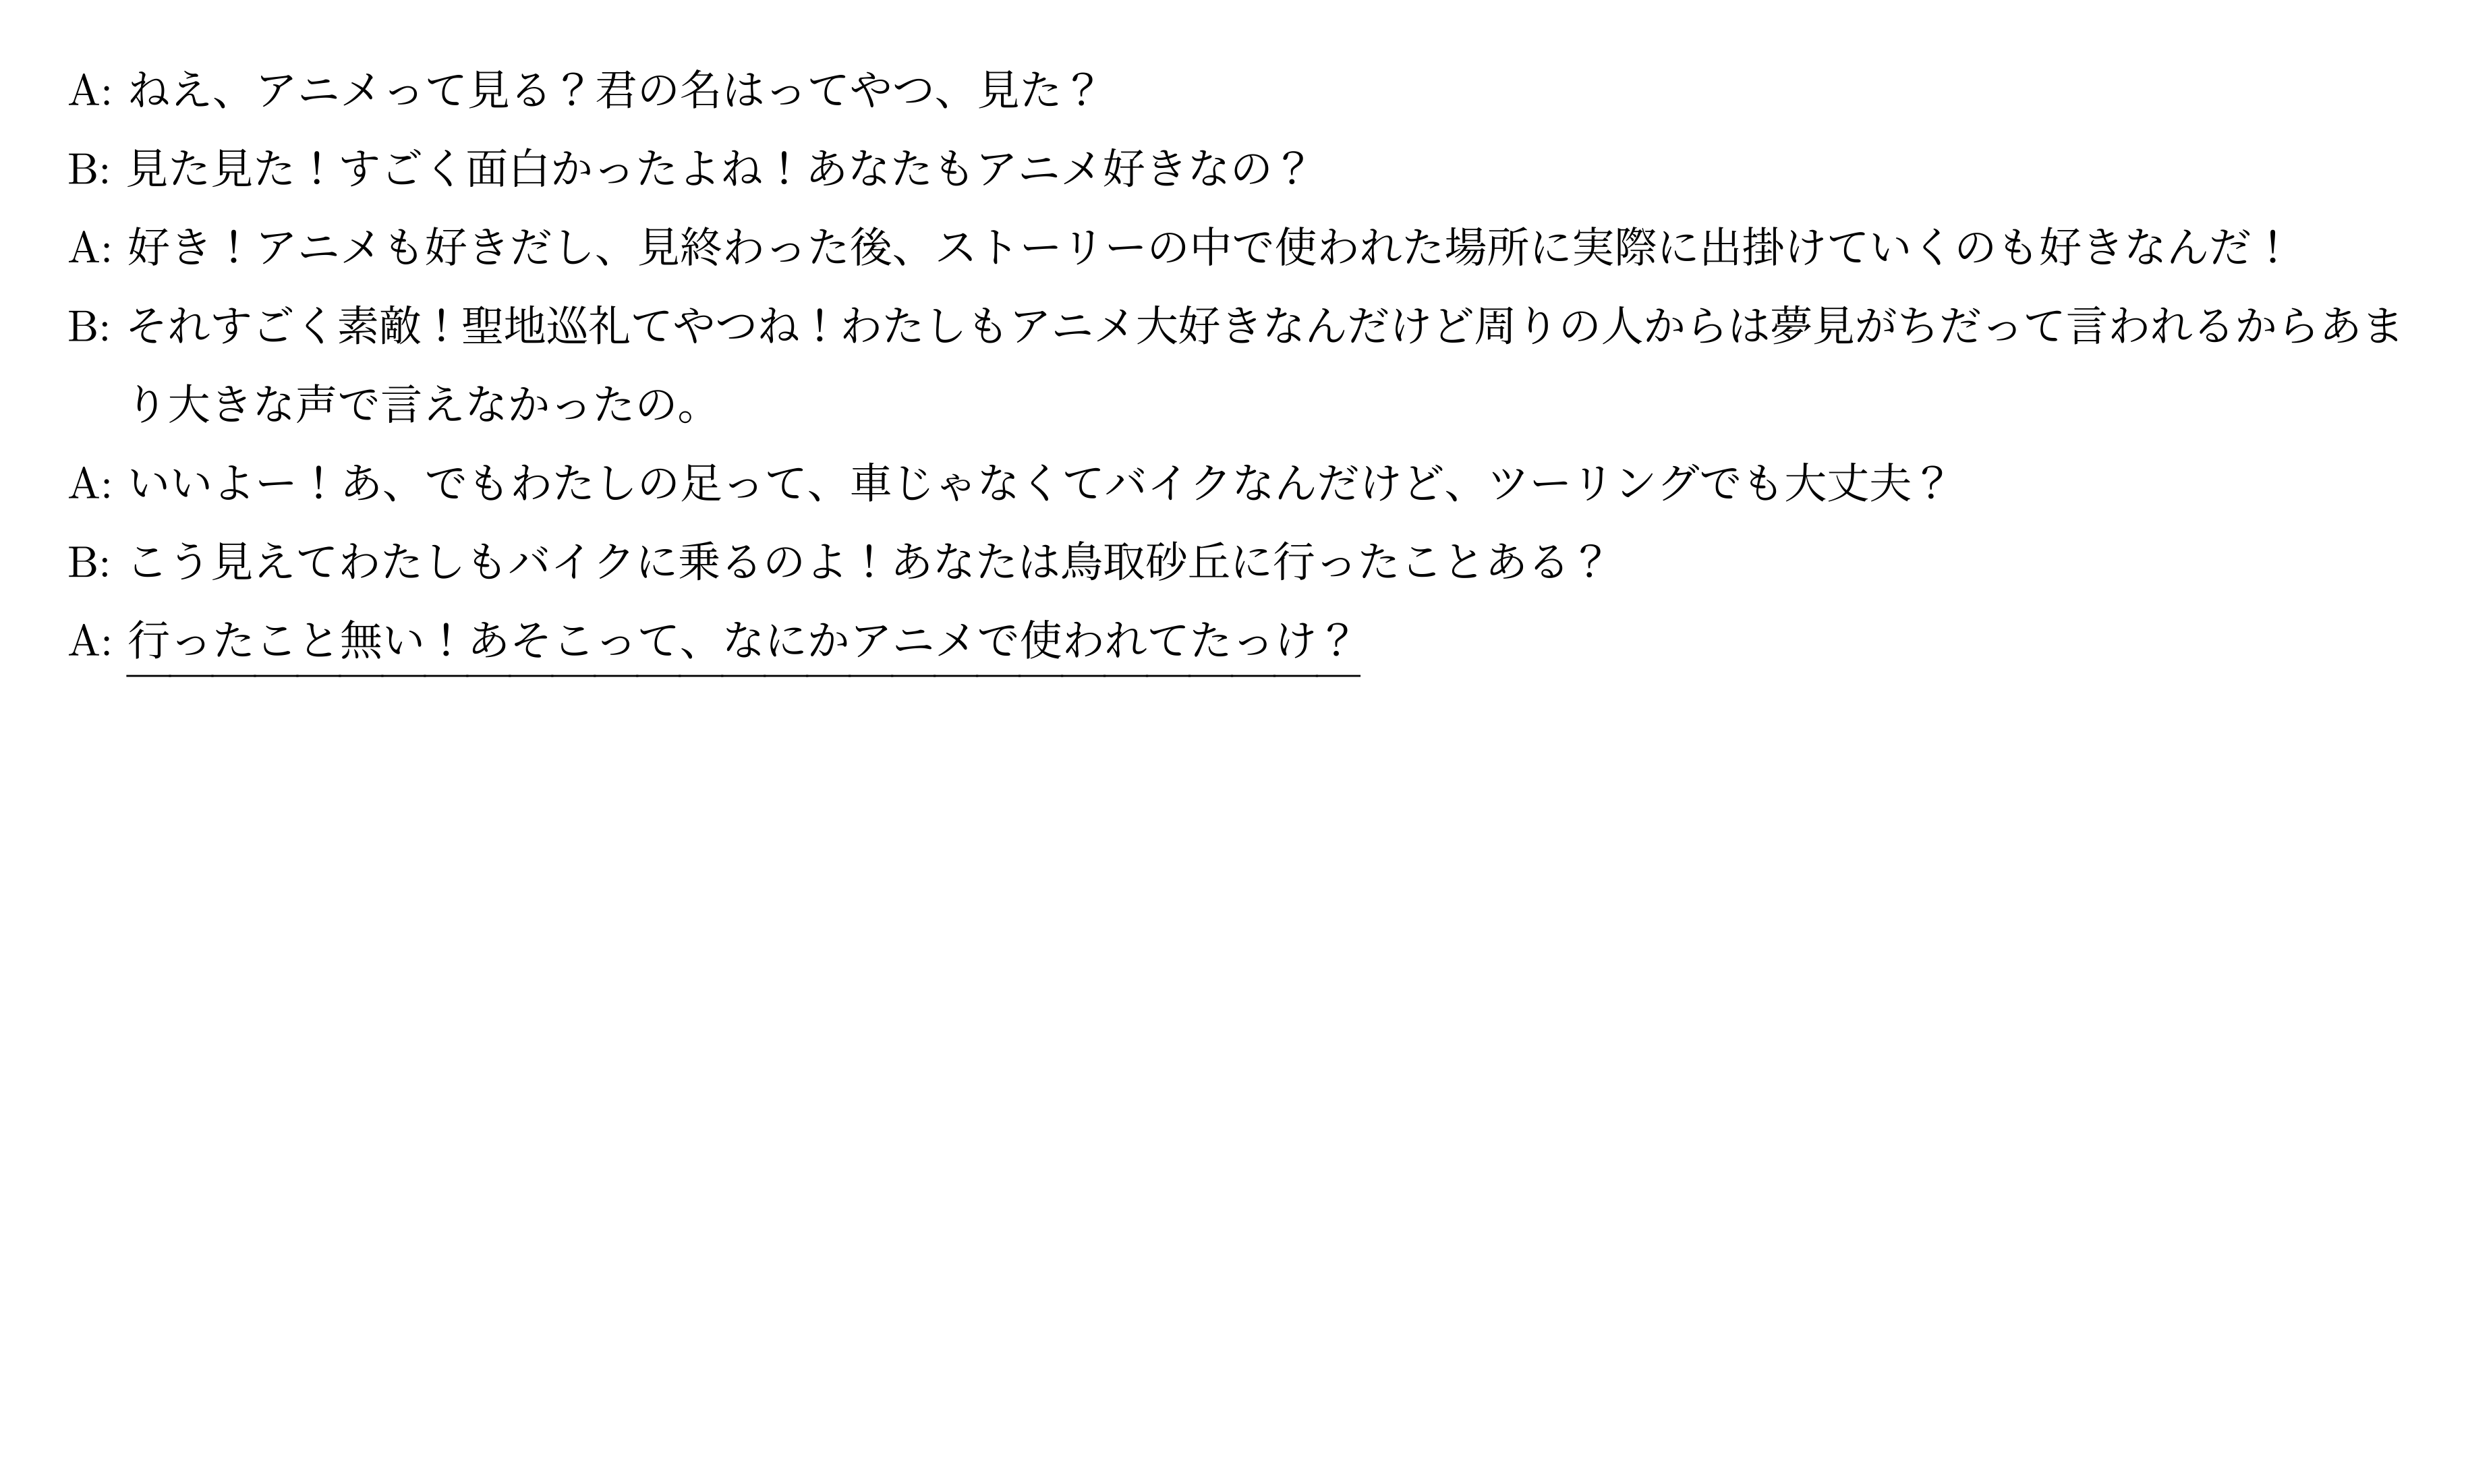 A: ねえ、アニメって見る？君の名はってやつ、見た？
B: 見た見た！すごく面白かったよね！あなたもアニメ好きなの？
A: 好き！アニメも好きだし、見終わった後、ストーリーの中で使われた場所に実際に出掛けていくのも好きなんだ！
B: それすごく素敵！聖地巡礼てやつね！わたしもアニメ大好きなんだけど周りの人からは夢見がちだって言われるからあま
り大きな声で言えなかったの。
A: いいよー！あ、でもわたしの足って、車じゃなくてバイクなんだけど、ツーリングでも大丈夫？
B: こう見えてわたしもバイクに乗るのよ！あなたは鳥取砂丘に行ったことある？
A: 行ったこと無い！あそこって、なにかアニメで使われてたっけ？